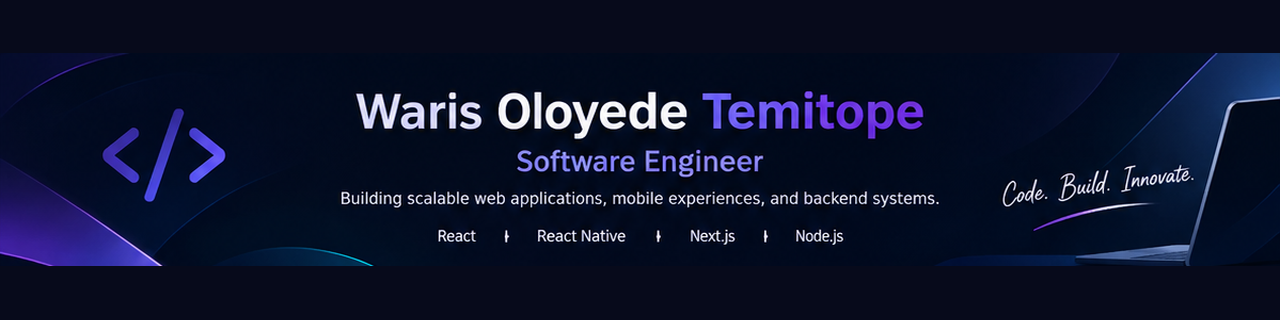 </>
Waris Oloyede Temitope
Software Engineer
Building scalable web applications, mobile experiences, and backend systems.
React | React Native | Next.js | Node.js
Code. Build. Innovate.